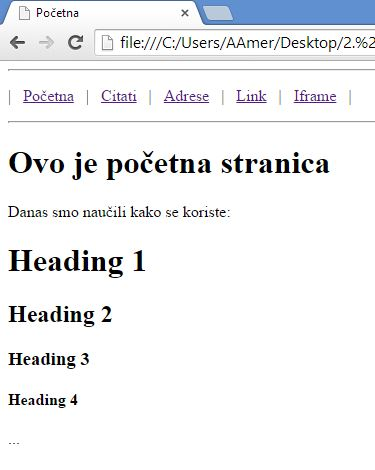 Početna
file:///C:/Users/AAmer/Desktop/2.%2
| Početna | Citati | Adrese | Link | Iframe |
Ovo je početna stranica
Danas smo naučili kako se koriste:
Heading 1
Heading 2
Heading 3
Heading 4
...